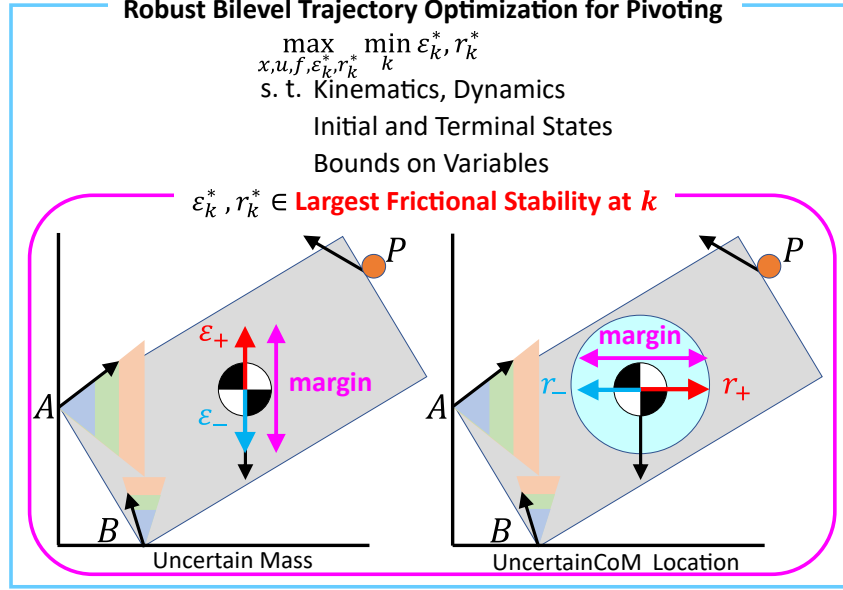 Robust Bilevel Trajectory Optimization for Pivoting
max min ε*k, r*k
x,u,f,ε*k,r*k k
s. t. Kinematics, Dynamics
Initial and Terminal States
Bounds on Variables
ε*k, r*k ∈ Largest Frictional Stability at k
P
ε+
margin
A
ε−
B
Uncertain Mass
P
margin
r− r+
A
B
UncertainCoM Location